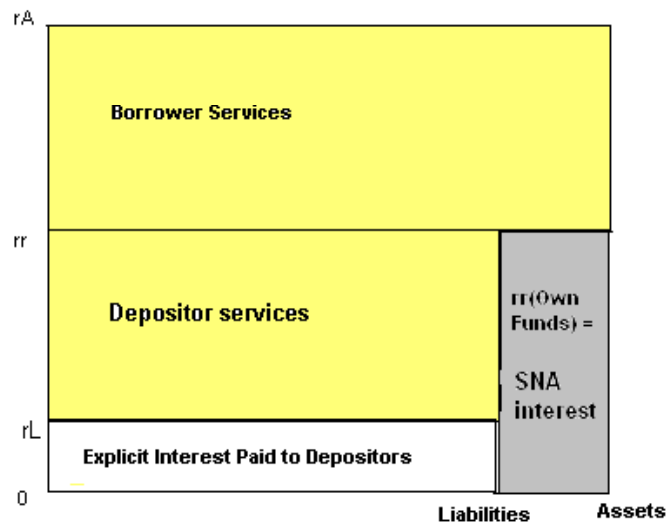 rA
Borrower Services
rr
rr(Own
Funds) =
Depositor services
SNA
interest
rL
Explicit Interest Paid to Depositors
0
Liabilities
Assets